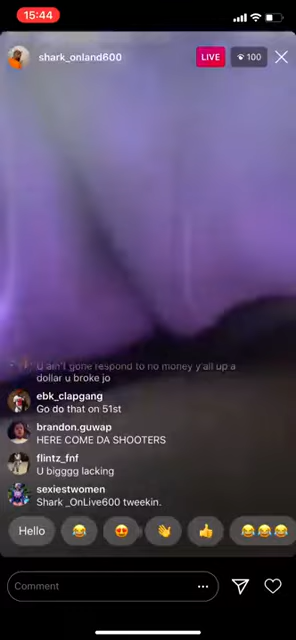 15:44
shark_onland600
LIVE
100
U ain't gone respond to no money y'all up a
dollar u broke jo
ebk_clapgang
Go do that on 51st
brandon.guwap
HERE COME DA SHOOTERS
flintz_fnf
U bigggg lacking
sexiestwomen
Shark _OnLive600 tweekin.
Hello
Comment